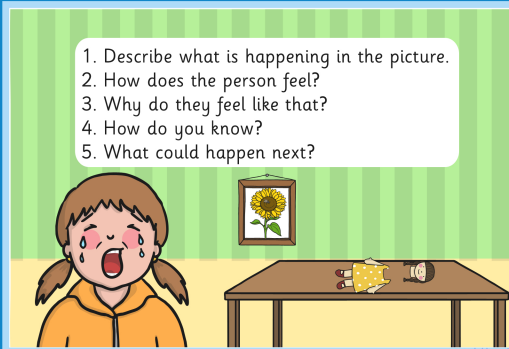 1. Describe what is happening in the picture.
2. How does the person feel?
3. Why do they feel like that?
4. How do you know?
5. What could happen next?